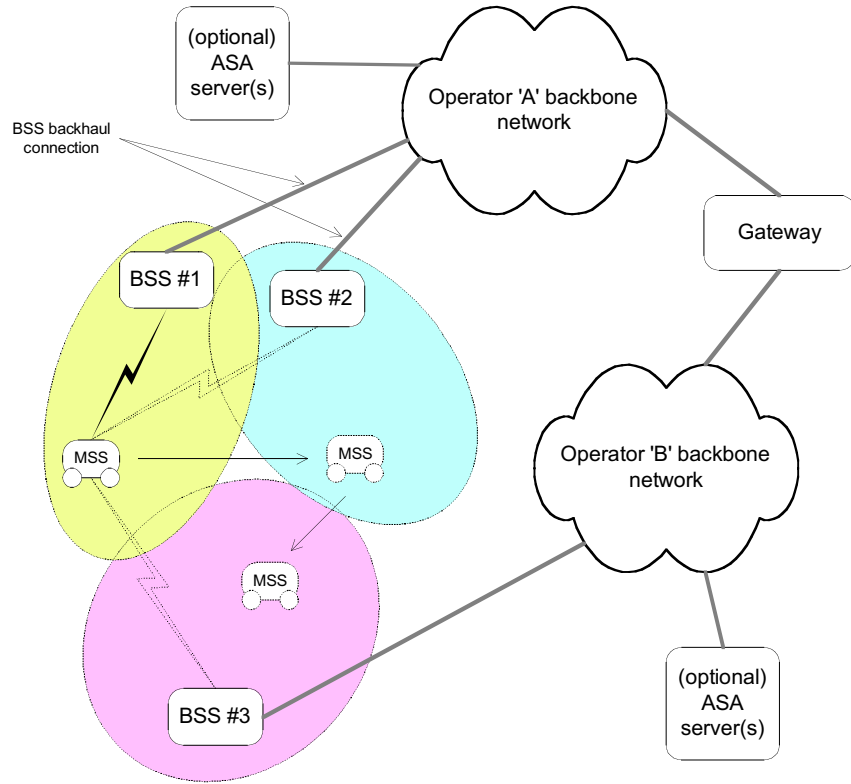 (optional)
ASA
server(s)
Operator 'A' backbone
network
BSS backhaul
connection
Gateway
BSS #1
BSS #2
MSS
MSS
Operator 'B' backbone
network
MSS
(optional)
ASA
server(s)
BSS #3